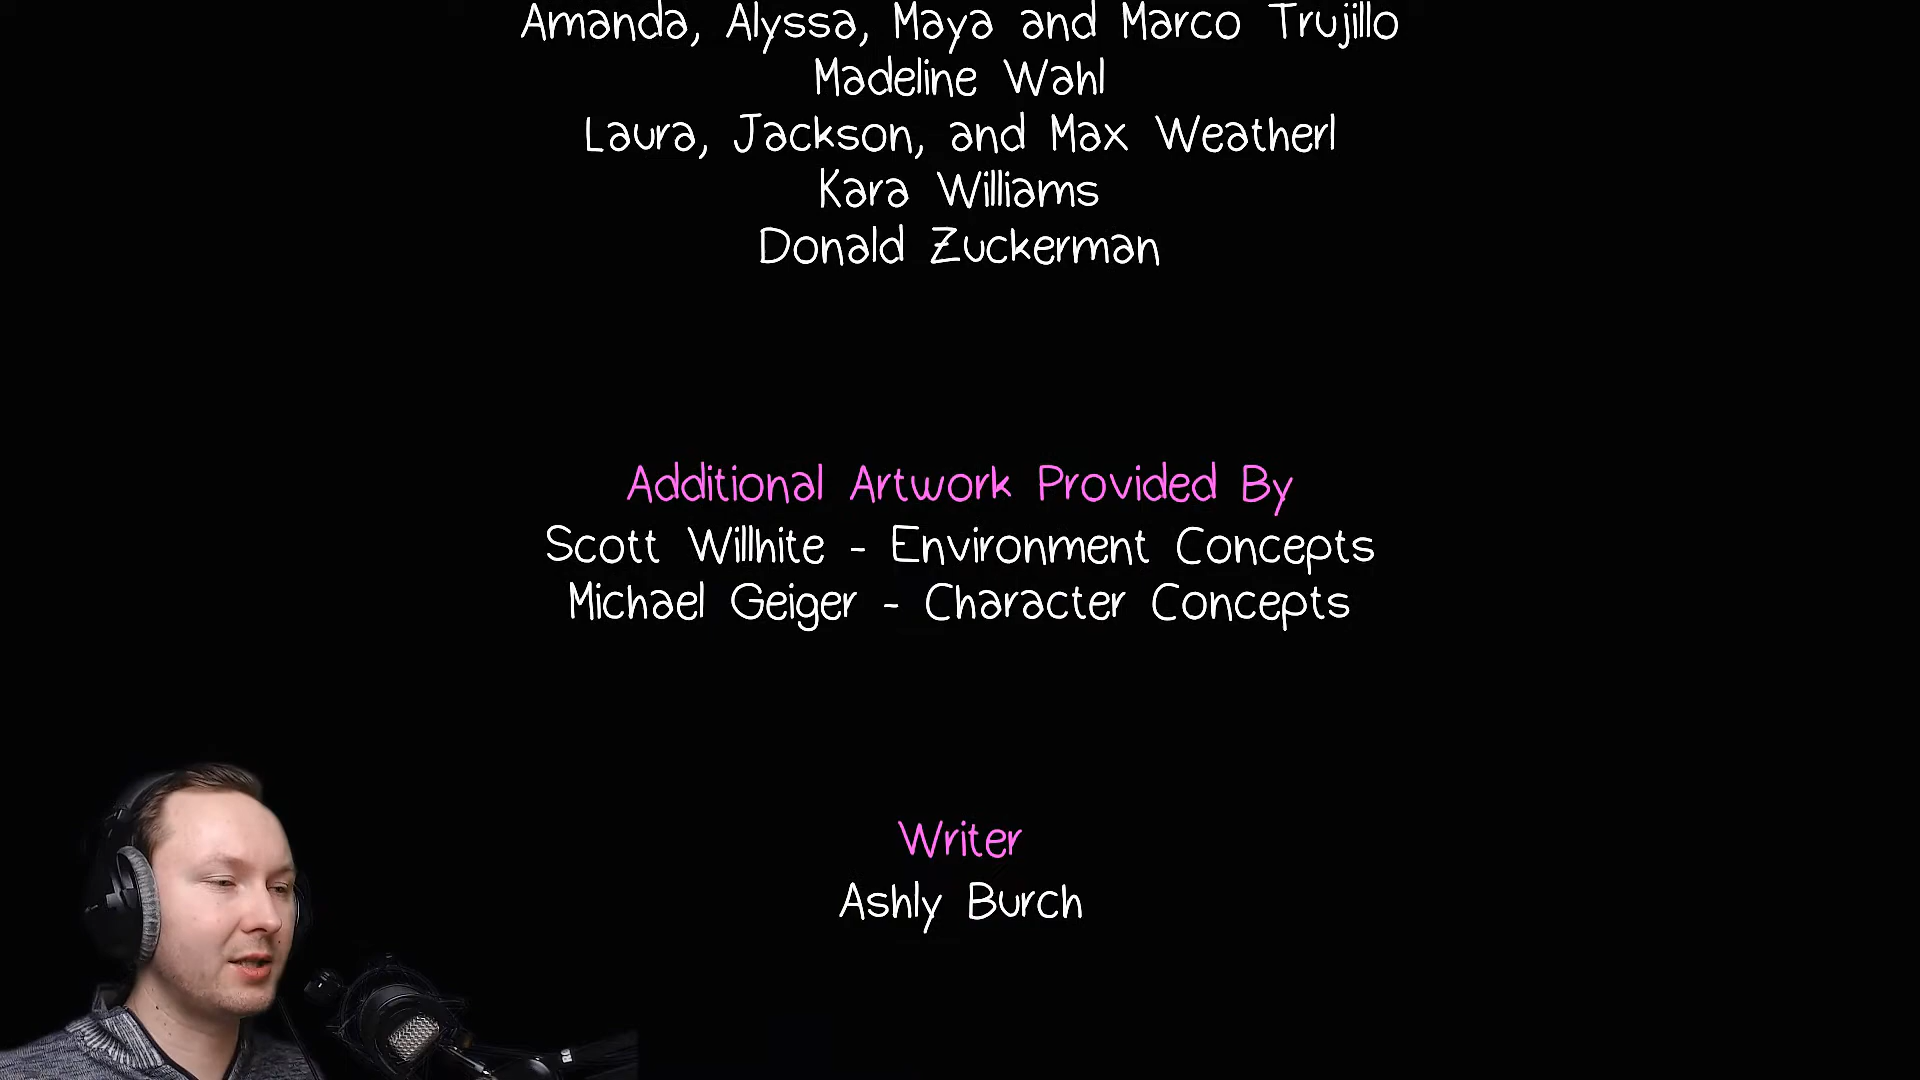 Amanda, Alyssa, Maya and Marco Trujillo
Madeline Wahl
Laura, Jackson, and Max Weatherl
Kara Williams
Donald Zuckerman
Additional Artwork Provided By
Scott Willhite - Environment Concepts
Michael Geiger - Character Concepts
Writer
Ashly Burch